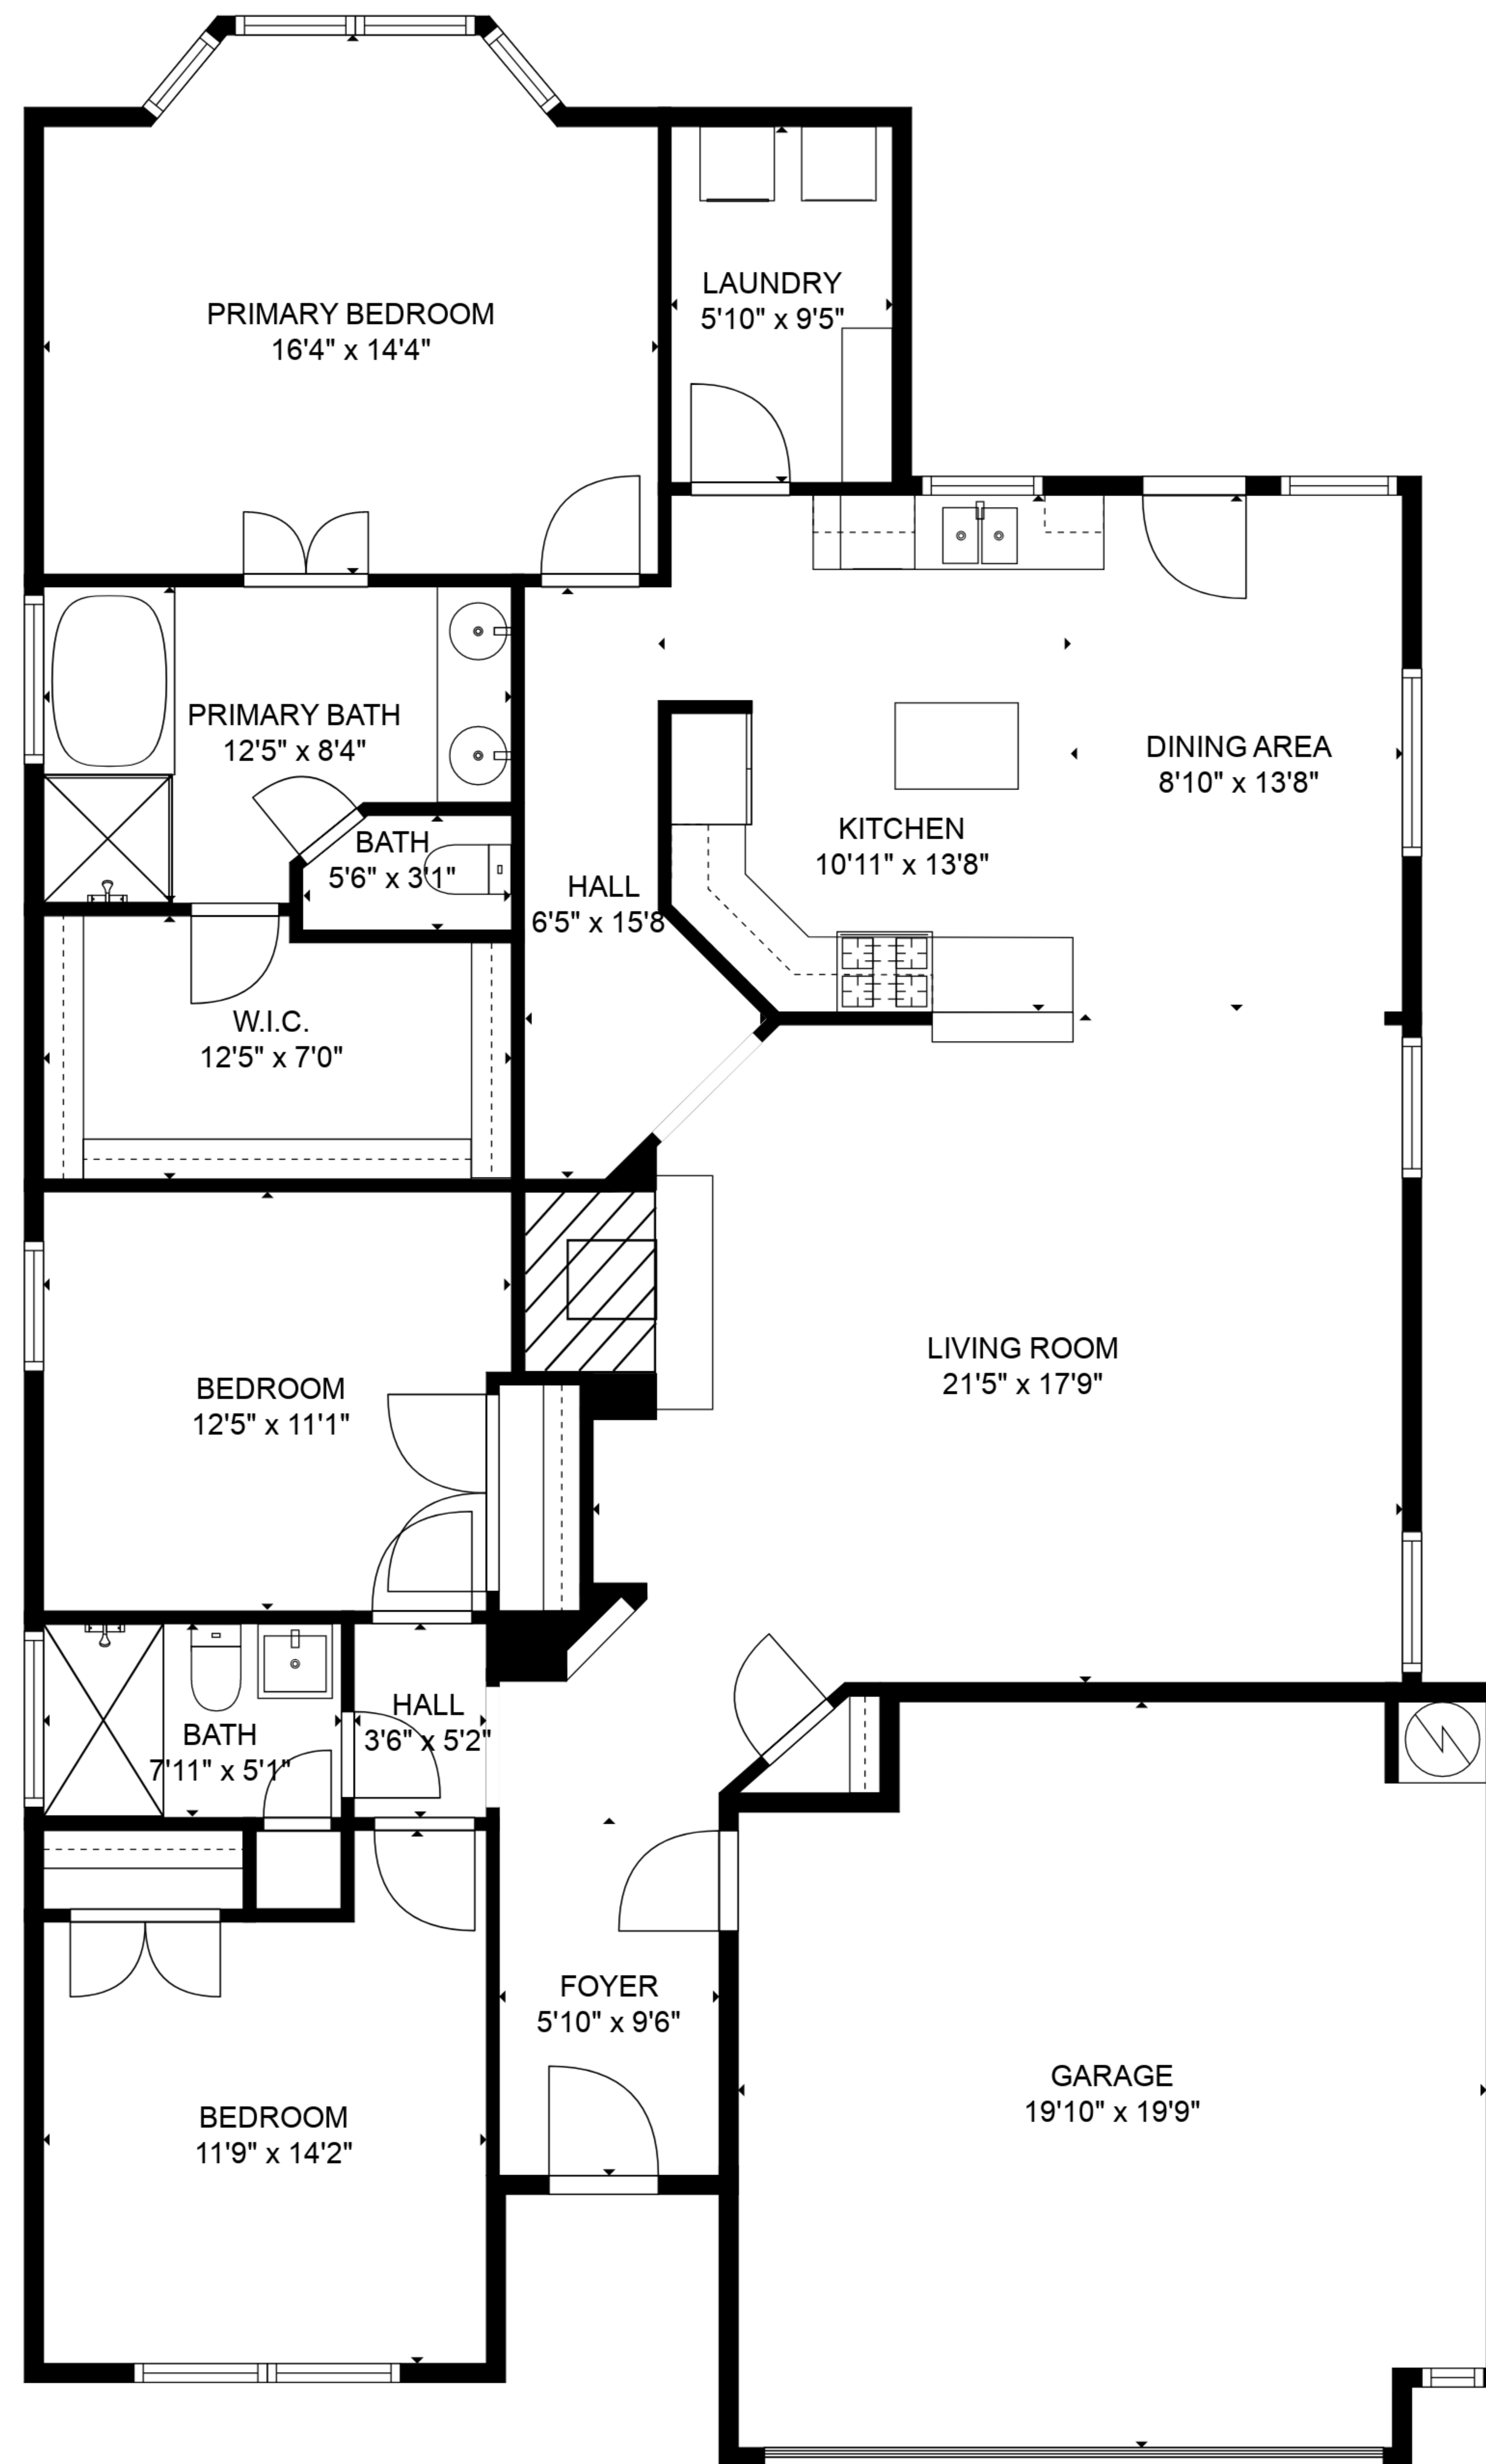 PRIMARY BEDROOM
16'4" x 14'4"
LAUNDRY
5'10" x 9'5"
PRIMARY BATH
12'5" x 8'4"
DINING AREA
8'10" x 13'8"
KITCHEN
10'11" x 13'8"
BATH
5'6" x 3'1"
HALL
6'5" x 15'8
W.I.C.
12'5" x 7'0"
LIVING ROOM
21'5" x 17'9"
BEDROOM
12'5" x 11'1"
HALL
3'6" x 5'2"
BATH
7'11" x 5'1"
FOYER
5'10" x 9'6"
GARAGE
19'10" x 19'9"
BEDROOM
11'9" x 14'2"